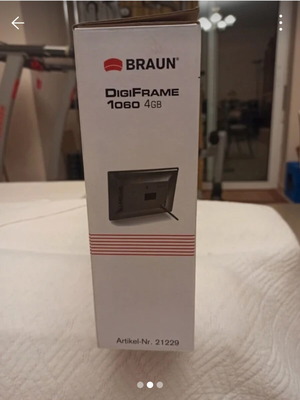 BRAUN
DIGIFRAME
1060 4GB
Artikel-Nr. 21229